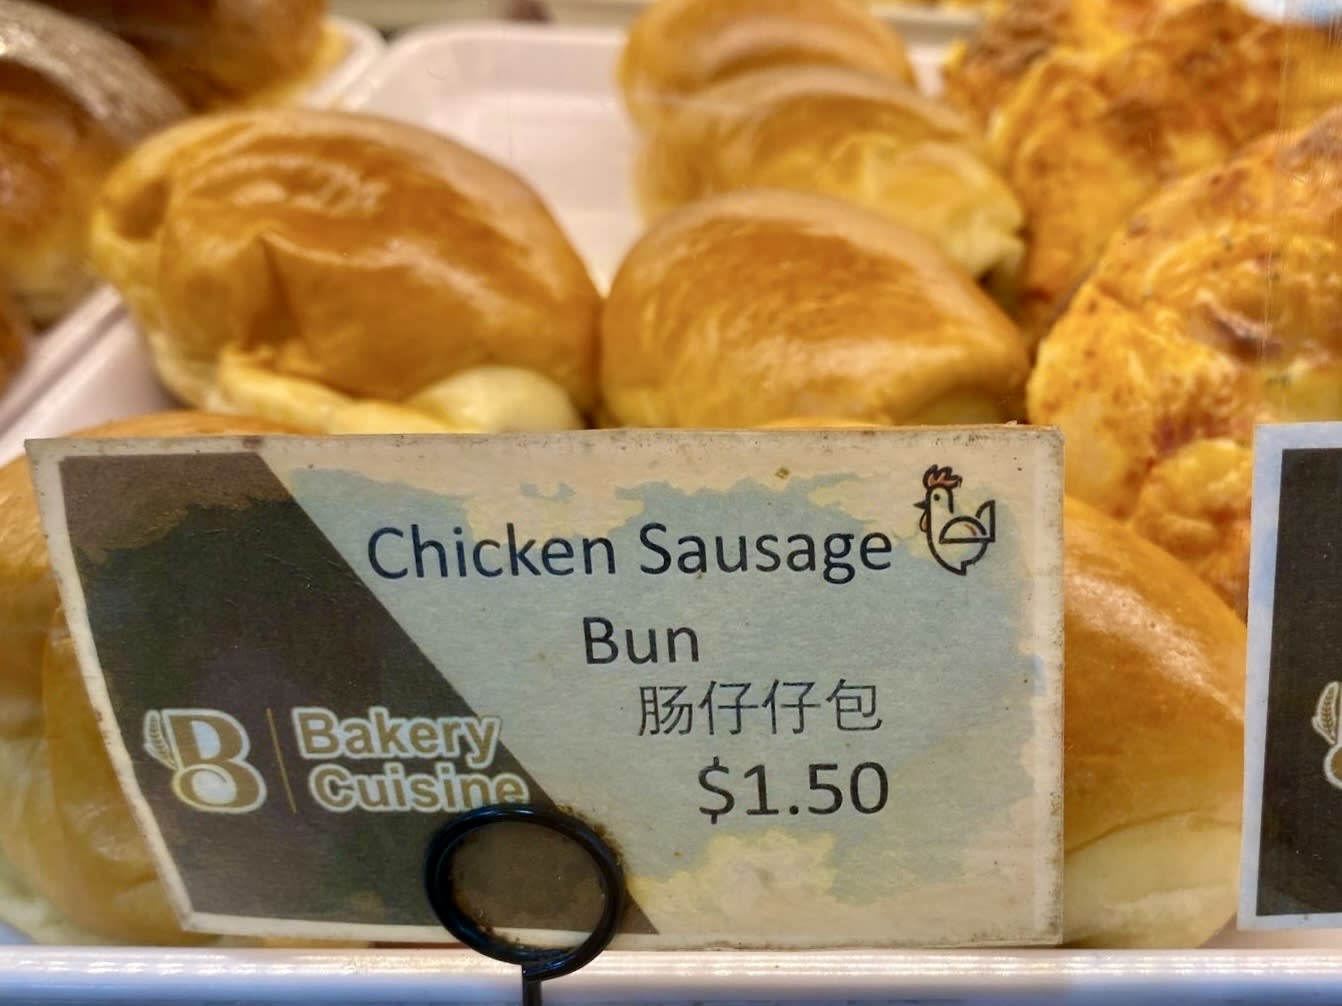 Chicken Sausage
Bun
肠仔仔包
$1.50
B
Bakery
Cuisine